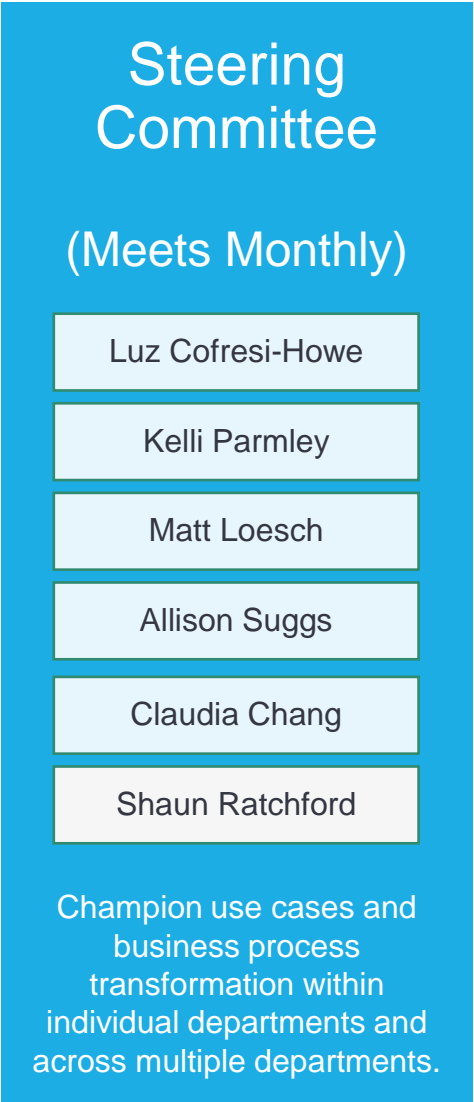 Steering
Committee
(Meets Monthly)
Luz Cofresi-Howe
Kelli Parmley
Matt Loesch
Allison Suggs
Claudia Chang
Shaun Ratchford
Champion use cases and
business process
transformation within
individual departments and
across multiple departments.